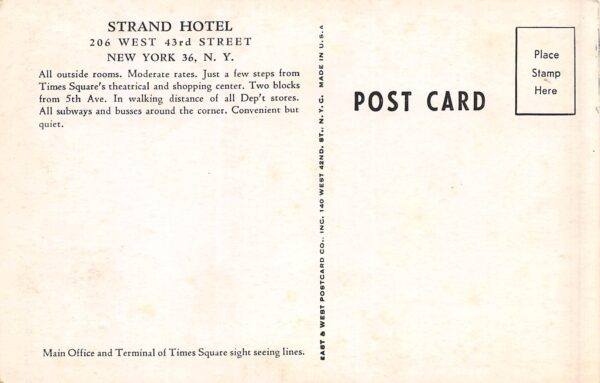 STRAND HOTEL
206 WEST 43rd STREET
NEW YORK 36, N. Y.
All outside rooms. Moderate rates. Just a few steps from
Times Square's theatrical and shopping center. Two blocks
from 5th Ave. In walking distance of all Dep't stores.
All subways and busses around the corner. Convenient but
quiet.
Main Office and Terminal of Times Square sight seeing lines.
EAST & WEST POSTCARD CO., INC. 140 WEST 42ND. ST., N. Y. C. MADE IN U.S.A
POST CARD
Place
Stamp
Here